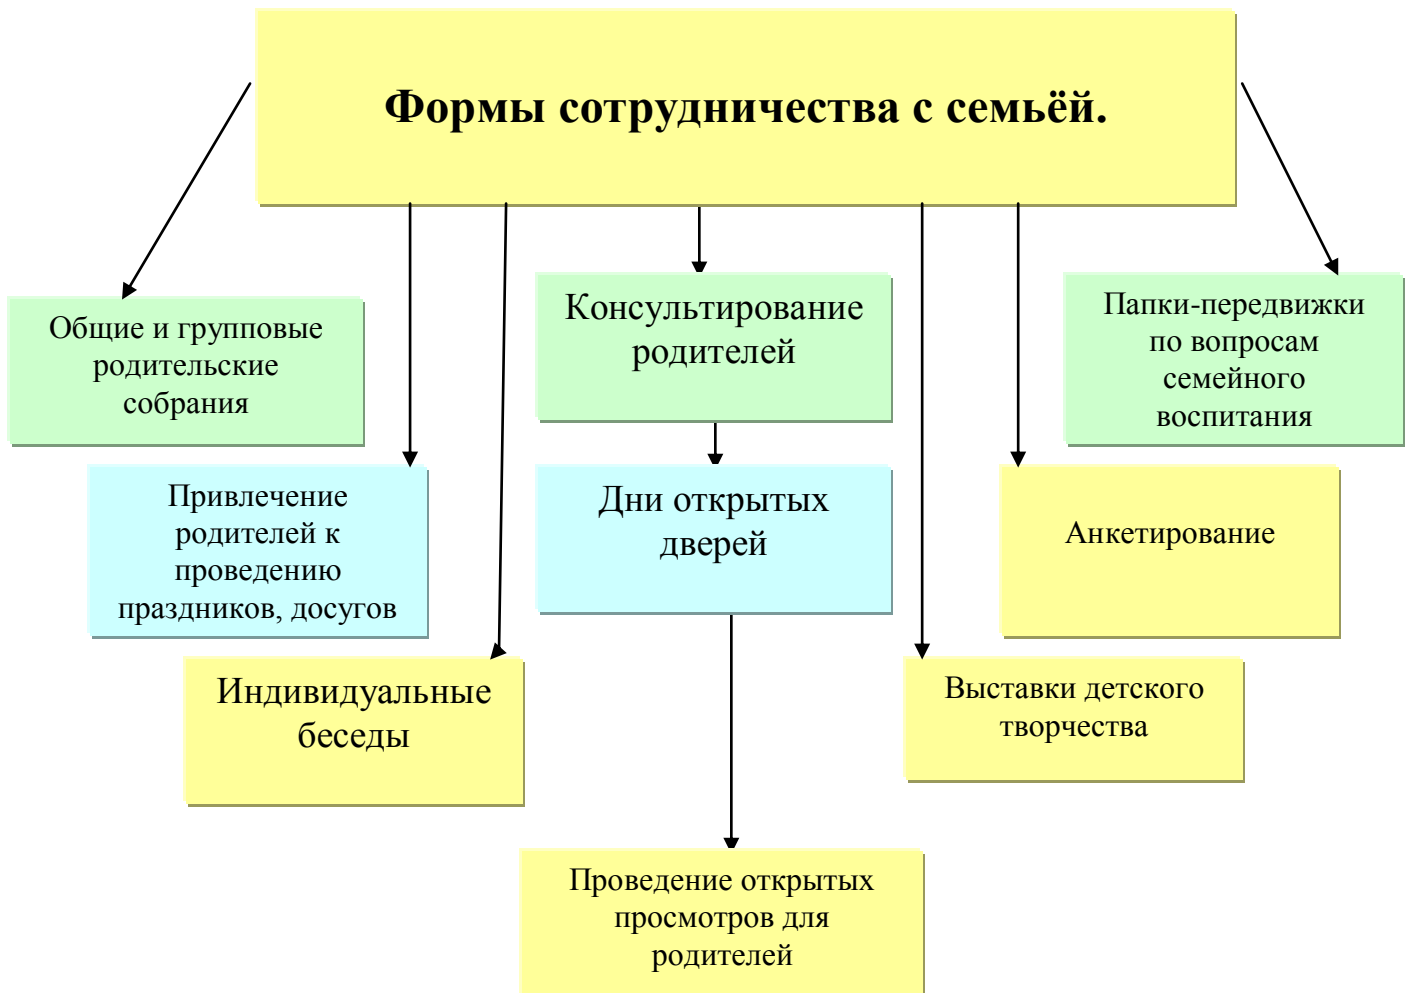 Формы сотрудничества с семьёй.
Общие и групповые
родительские
собрания
Консультирование
родителей
Папки-передвижки
по вопросам
семейного
воспитания
Привлечение
родителей к
проведению
праздников, досугов
Дни открытых
дверей
Анкетирование
Индивидуальные
беседы
Выставки детского
творчества
Проведение открытых
просмотров для
родителей